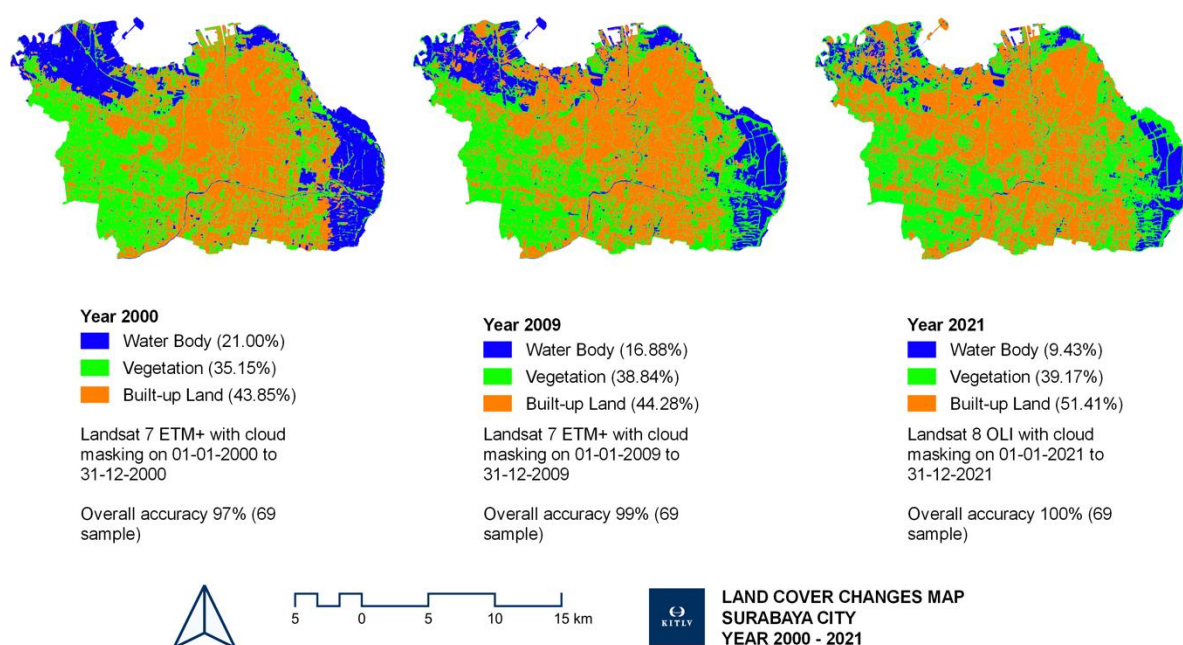 Year 2000
Water Body (21.00%)
Vegetation (35.15%)
Built-up Land (43.85%)
Landsat 7 ETM+ with cloud
masking on 01-01-2000 to
31-12-2000
Overall accuracy 97% (69
sample)
Year 2009
Water Body (16.88%)
Vegetation (38.84%)
Built-up Land (44.28%)
Landsat 7 ETM+ with cloud
masking on 01-01-2009 to
31-12-2009
Overall accuracy 99% (69
sample)
Year 2021
Water Body (9.43%)
Vegetation (39.17%)
Built-up Land (51.41%)
Landsat 8 OLI with cloud
masking on 01-01-2021 to
31-12-2021
Overall accuracy 100% (69
sample)
5 0 5 10 15 km
KITLV
LAND COVER CHANGES MAP
SURABAYA CITY
YEAR 2000 - 2021